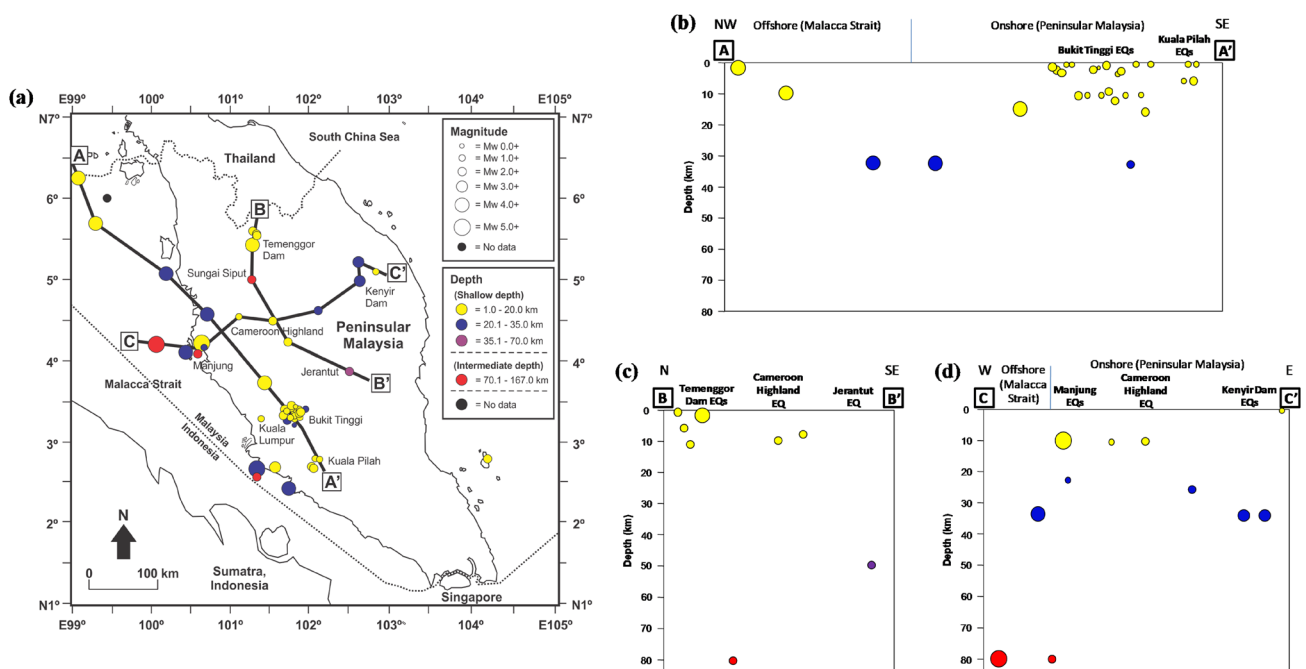 (a)
E99° 100° 101° 102° E103° E104° E105°
N7°
6°
5°
4°
3°
2°
N1°
E99° 100° 101° 102° E103° E104° E105°
N7°
6°
5°
4°
3°
2°
N1°
A
Thailand
South China Sea
B
Temenggor
Dam
Sungai Siput
C'
Kenyir
Dam
Cameroon Highland
Peninsular
Malaysia
C
Manjung
Jerantut
B'
Malacca Strait
Malaysia
Indonesia
Bukit Tinggi
Kuala
Lumpur
Kuala Pilah
A'
N
0 100 km
Sumatra,
Indonesia
Singapore
Magnitude
= Mw 0.0+
= Mw 1.0+
= Mw 2.0+
= Mw 3.0+
= Mw 4.0+
= Mw 5.0+
= No data
Depth
(Shallow depth)
= 1.0 - 20.0 km
= 20.1 - 35.0 km
= 35.1 - 70.0 km
(Intermediate depth)
= 70.1 - 167.0 km
= No data
(b)
NW Offshore (Malacca Strait) Onshore (Peninsular Malaysia) SE
A Bukit Tinggi EQs Kuala Pilah
EQs A'
Depth (km)
0
10
20
30
40
50
60
70
80
(c)
N SE
B Temenggor
Dam EQs Cameroon
Highland
EQ Jerantut
EQ B'
Depth (km)
0
10
20
30
40
50
60
70
80
(d)
W Offshore
(Malacca
Strait) Onshore (Peninsular Malaysia) E
C Manjung
EQs Cameroon
Highland
EQ Kenyir Dam
EQs C'
Depth (km)
0
10
20
30
40
50
60
70
80